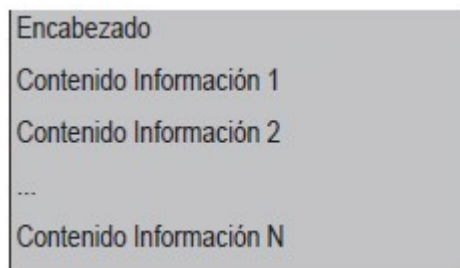 Encabezado
Contenido Información 1
Contenido Información 2
...
Contenido Información N